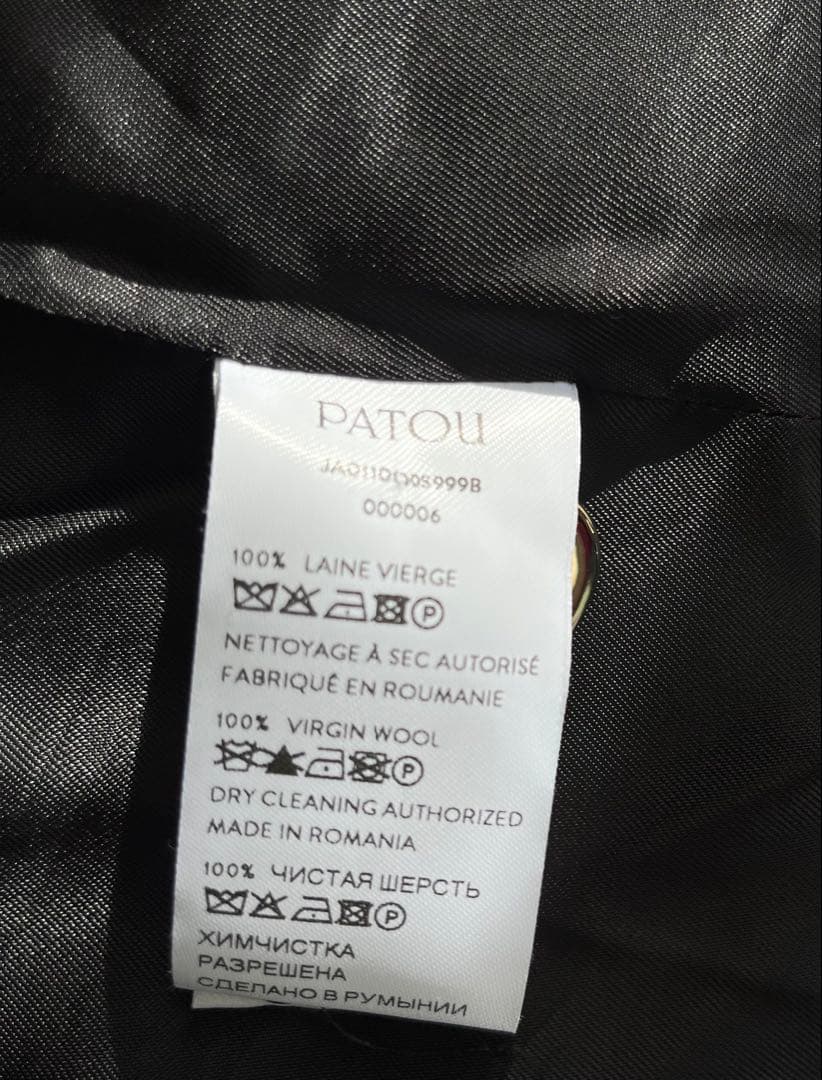 PATOU
000006
100% LAINE VIERGE
P
NETTOYAGE À SEC AUTORISÉ
FABRIQUÉ EN ROUMANIE
100% VIRGIN WOOL
P
DRY CLEANING AUTHORIZED
MADE IN ROMANIA
100% ЧИСТАЯ ШЕРСТЬ
P
ХИМЧИСТКА
РАЗРЕШЕНА
СДЕЛАНО В РУМЫНИИ